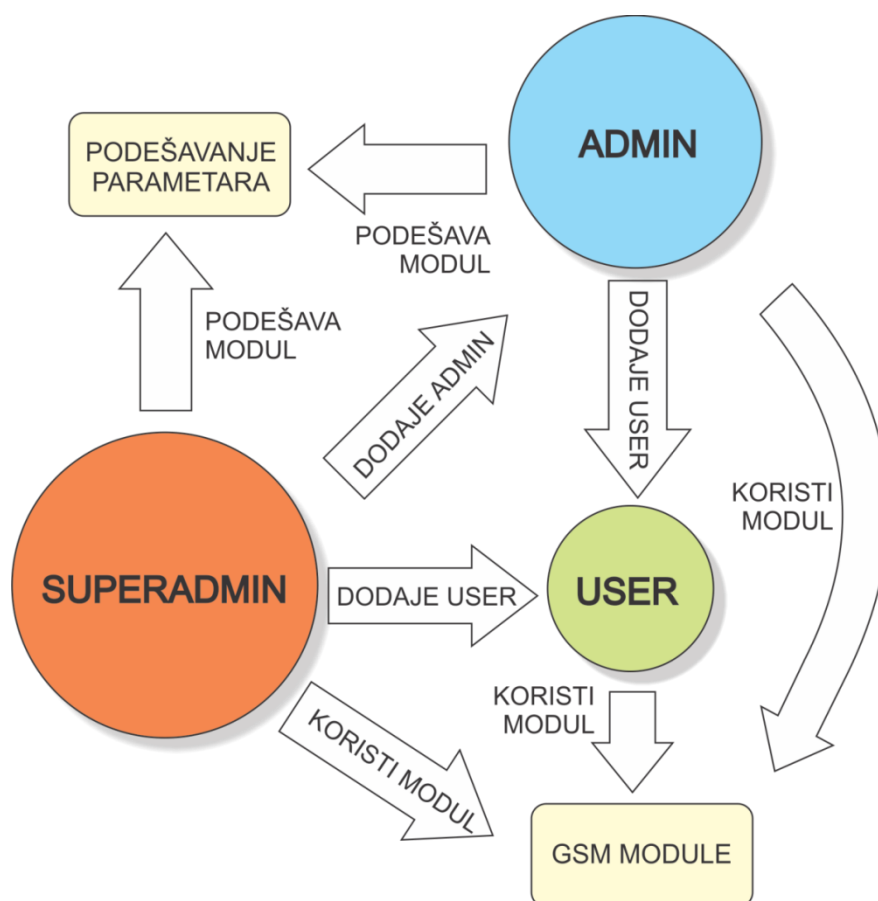 ADMIN
PODEŠAVANJE
PARAMETARA
PODEŠAVA
MODUL
PODEŠAVA
MODUL
DODAJE ADMIN
DODAJE USER
KORISTI
MODUL
SUPERADMIN
DODAJE USER
USER
KORISTI
MODUL
KORISTI MODUL
GSM MODULE